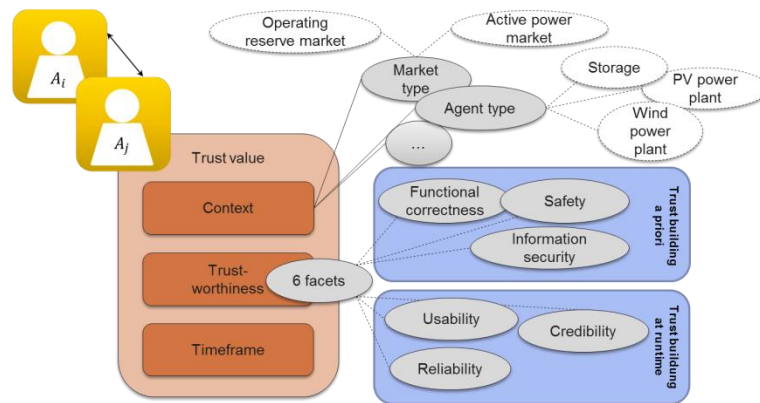 Operating
reserve market
Active power
market
Market
type
Storage
PV power
plant
Agent type
Wind
power
plant
...
A_i
A_j
Trust value
Context
Trust-
worthiness
6 facets
Timeframe
Functional
correctness
Safety
Information
security
Trust building
a priori
Usability
Credibility
Reliability
Trust buildung
at runtime